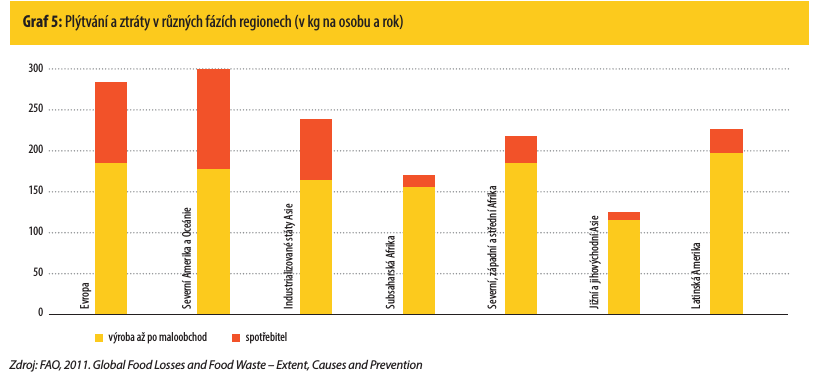 Graf 5: Plýtvání a ztráty v různých fázích regionech (v kg na osobu a rok)
300
250
200
150
100
50
0
Evropa
Severní Amerika a Oceánie
Industrializované státy Asie
Subsaharská Afrika
Severní, západní a střední Afrika
Jižní a jihovýchodní Asie
Latinská Amerika
výroba až po maloobchod
spotřebitel
Zdroj: FAO, 2011. Global Food Losses and Food Waste – Extent, Causes and Prevention